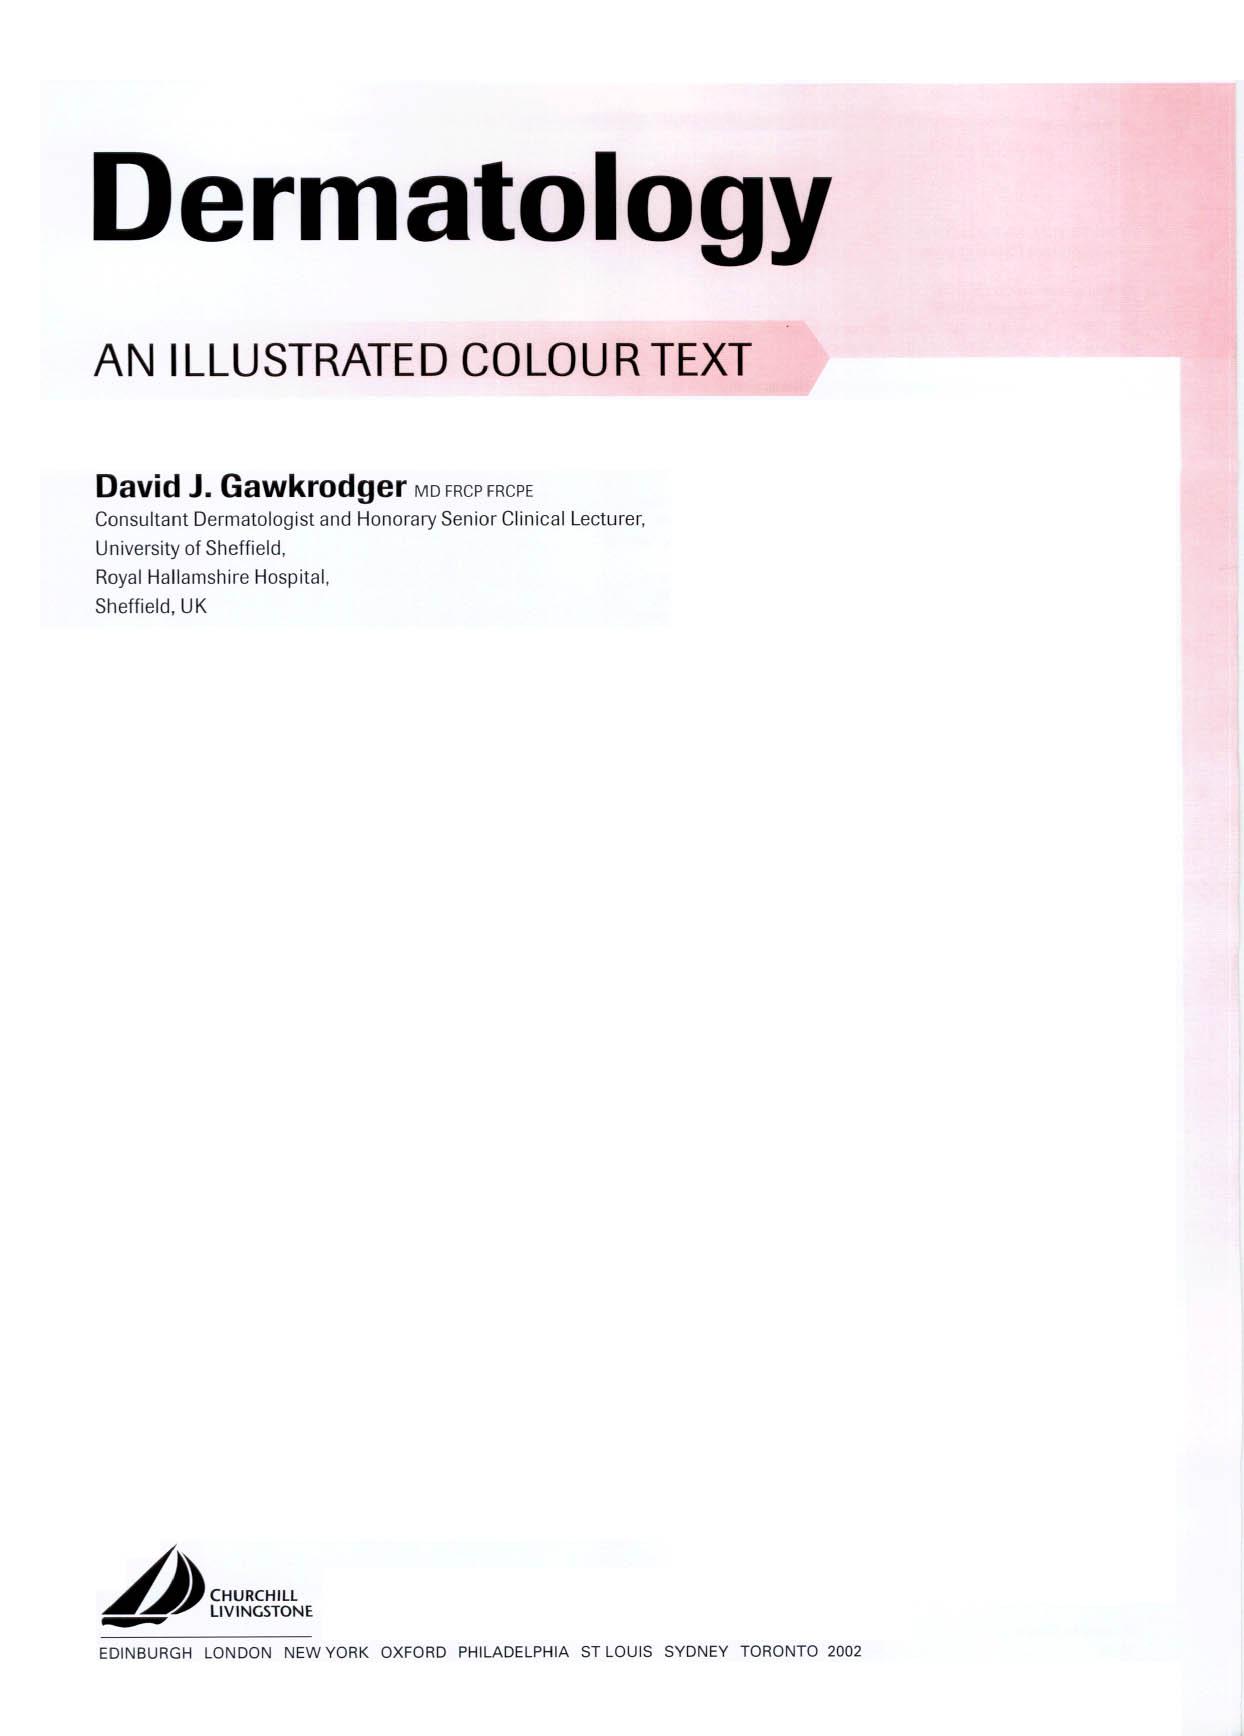 Dermatology
AN ILLUSTRATED COLOUR TEXT
David J. Gawkrodger MD FRCP FRCPE
Consultant Dermatologist and Honorary Senior Clinical Lecturer,
University of Sheffield,
Royal Hallamshire Hospital,
Sheffield, UK
CHURCHILL
LIVINGSTONE
EDINBURGH LONDON NEW YORK OXFORD PHILADELPHIA ST LOUIS SYDNEY TORONTO 2002